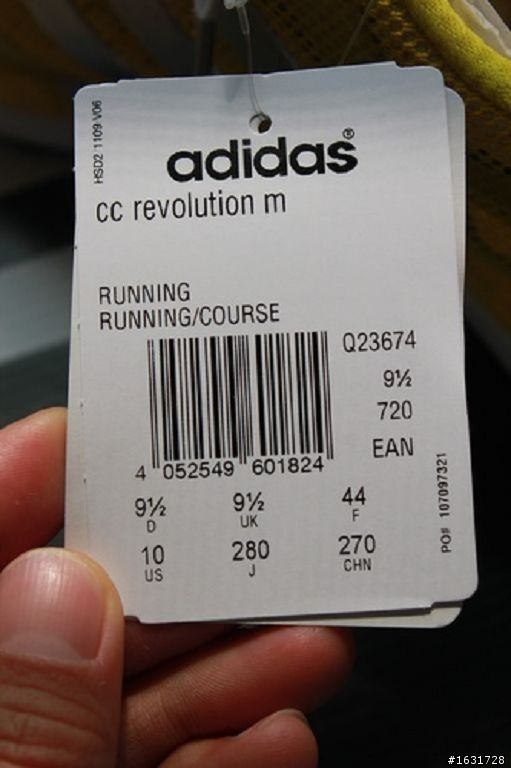 HSD2 1109 V06
adidas®
cc revolution m
RUNNING
RUNNING/COURSE
Q23674
9½
720
EAN
4 052549 601824
9½ 9½ 44
D UK F
10 280 270
US J CHN
PO# 107097321
#1631728